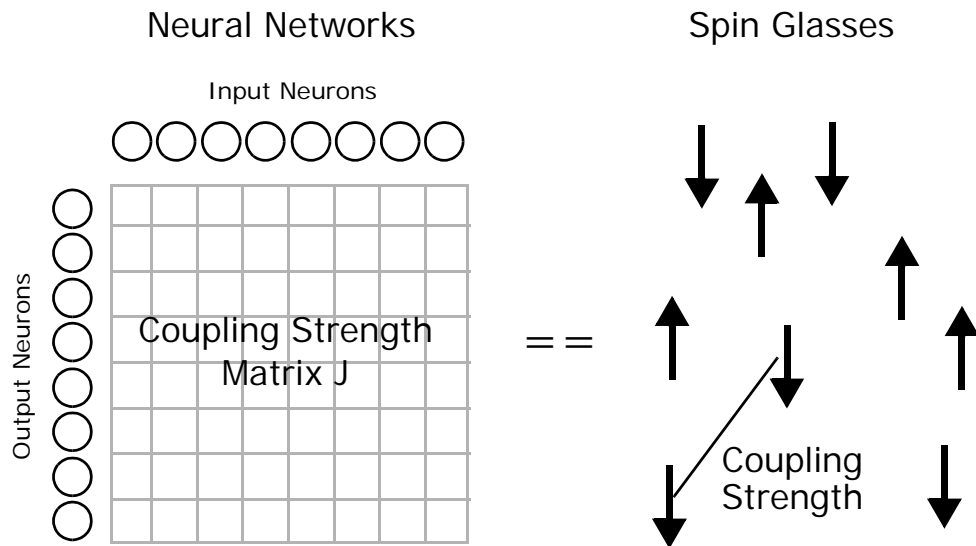 Neural Networks
Spin Glasses
Input Neurons
Output Neurons
Coupling Strength
Matrix J
==
Coupling
Strength